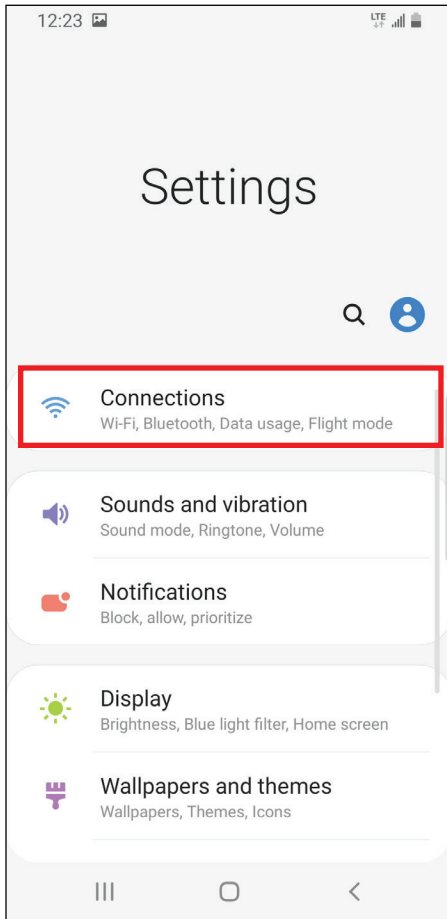 12:23 LTE
Settings
Connections
Wi-Fi, Bluetooth, Data usage, Flight mode
Sounds and vibration
Sound mode, Ringtone, Volume
Notifications
Block, allow, prioritize
Display
Brightness, Blue light filter, Home screen
Wallpapers and themes
Wallpapers, Themes, Icons